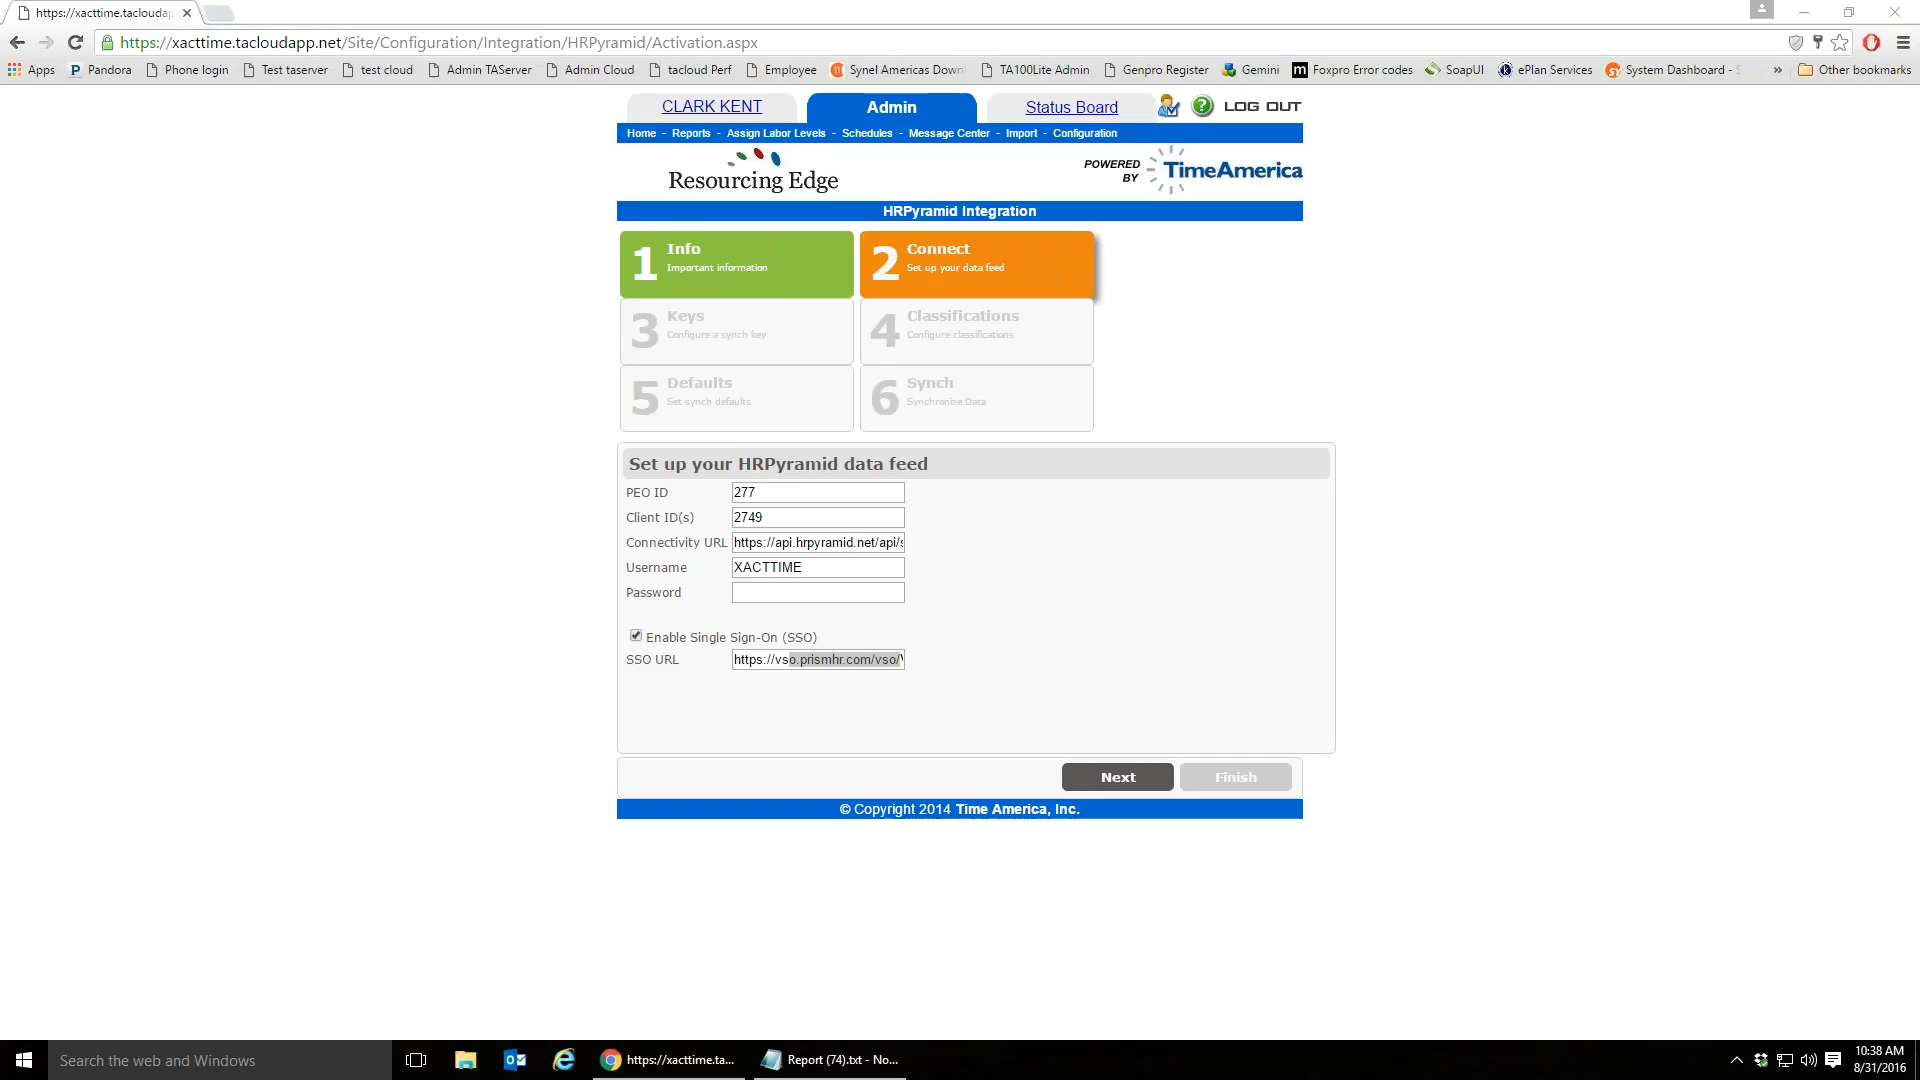 https://xacttime.tacloudap
https://xacttime.tacloudapp.net/Site/Configuration/Integration/HRPyramid/Activation.aspx
Apps Pandora Phone login Test taserver test cloud Admin TAServer Admin Cloud tacloud Perf Employee Synel Americas Down TA100Lite Admin Genpro Register Gemini Foxpro Error codes SoapUI ePlan Services System Dashboard - » Other bookmarks
CLARK KENT Admin Status Board LOG OUT
Home - Reports - Assign Labor Levels - Schedules - Message Center - Import - Configuration
Resourcing Edge
POWERED BY
TimeAmerica
HRPyramid Integration
1 Info
Important information
2 Connect
Set up your data feed
3 Keys
Configure a synch key
4 Classifications
Configure classifications
5 Defaults
Set synch defaults
6 Synch
Synchronize Data
Set up your HRPyramid data feed
PEO ID 277
Client ID(s) 2749
Connectivity URL https://api.hrpyramid.net/api/s
Username XACTTIME
Password
Enable Single Sign-On (SSO)
SSO URL https://vso.prismhr.com/vso/
Next Finish
© Copyright 2014 Time America, Inc.
Search the web and Windows
https://xacttime.ta...
Report (74).txt - No...
10:38 AM
8/31/2016